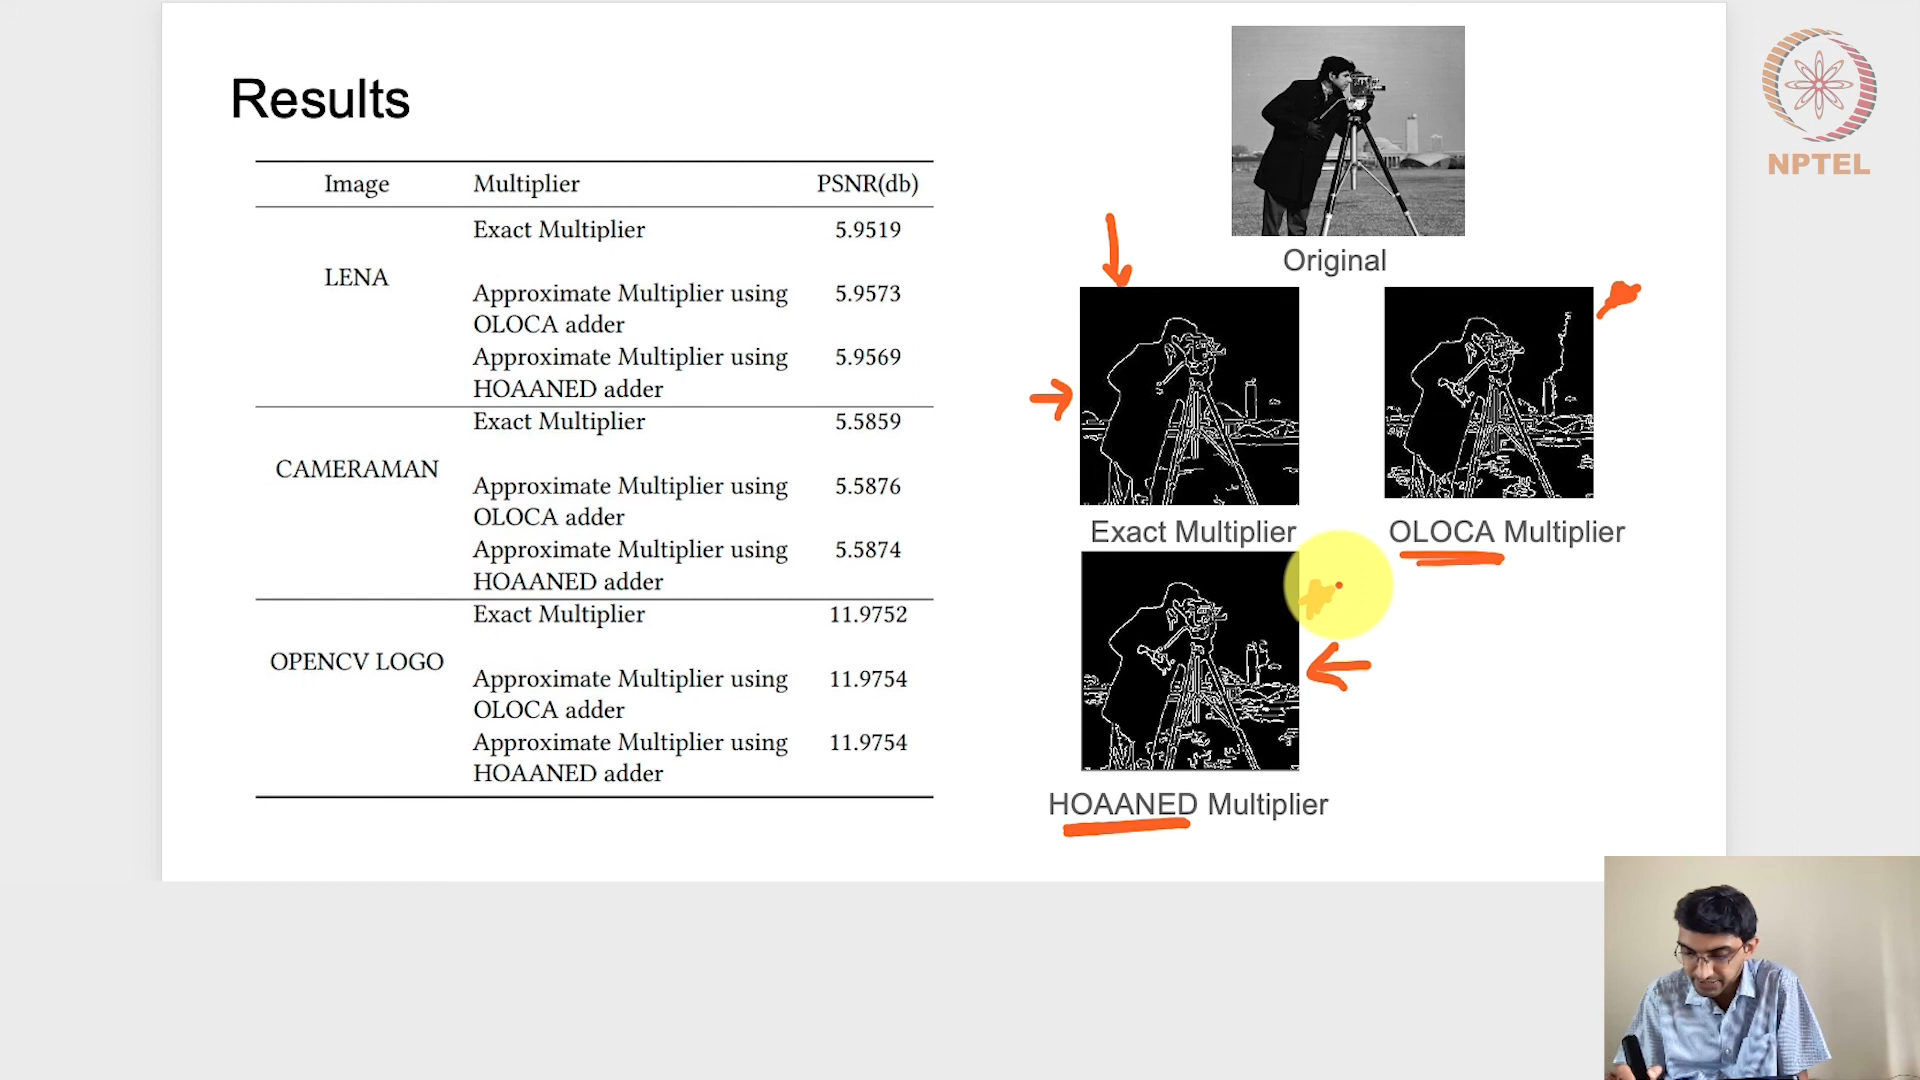 Results
Image Multiplier PSNR(db)
LENA
Exact Multiplier 5.9519
Approximate Multiplier using 5.9573
OLOCA adder
Approximate Multiplier using 5.9569
HOAANED adder
CAMERAMAN
Exact Multiplier 5.5859
Approximate Multiplier using 5.5876
OLOCA adder
Approximate Multiplier using 5.5874
HOAANED adder
OPENCV LOGO
Exact Multiplier 11.9752
Approximate Multiplier using 11.9754
OLOCA adder
Approximate Multiplier using 11.9754
HOAANED adder
Original
Exact Multiplier
OLOCA Multiplier
HOAANED Multiplier
NPTEL